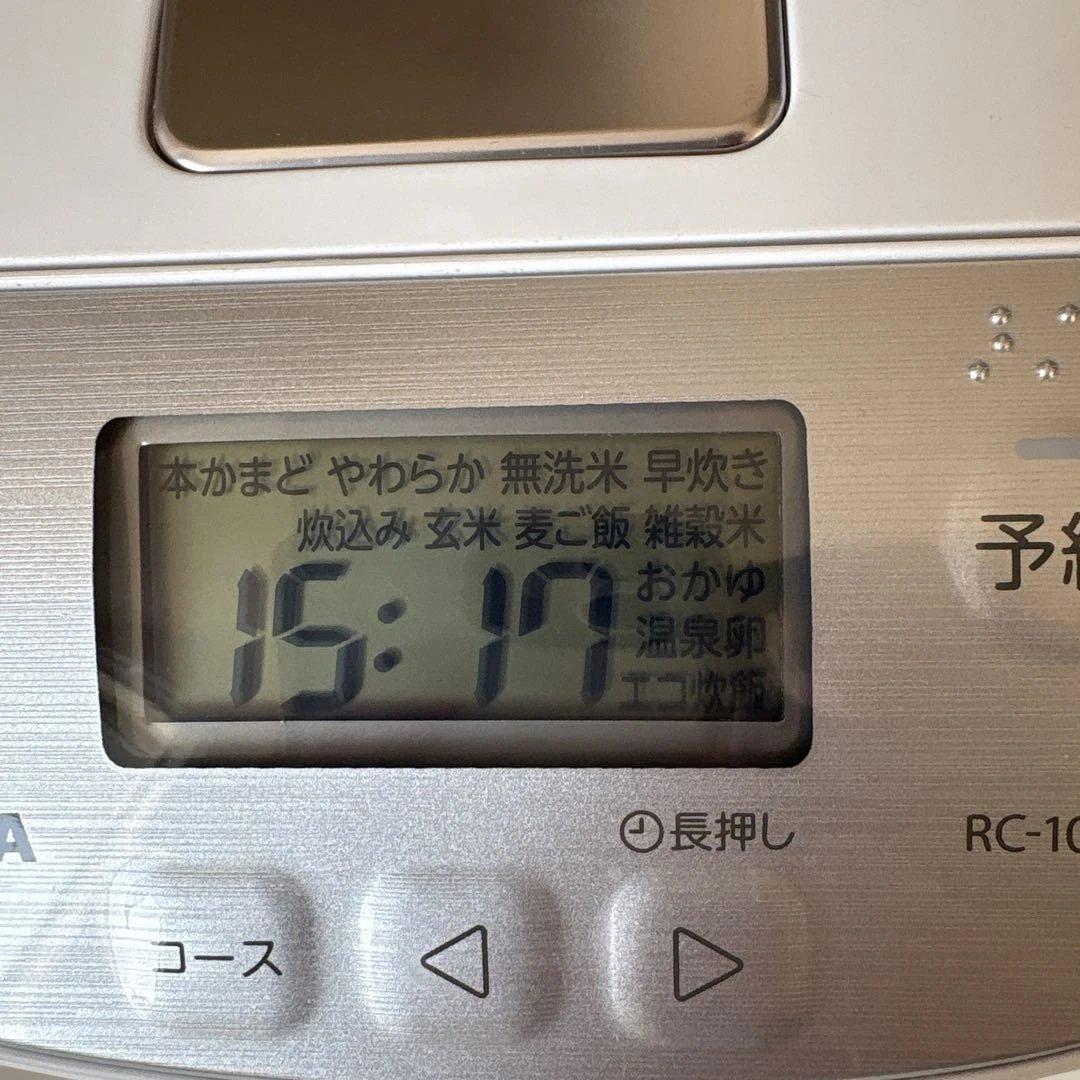 本かまど やわらか 無洗米 早炊き
炊込み 玄米 麦ご飯 雑穀米
15:17
おかゆ
温泉卵
エコ炊飯
予約
長押し
A
RC-10
コース